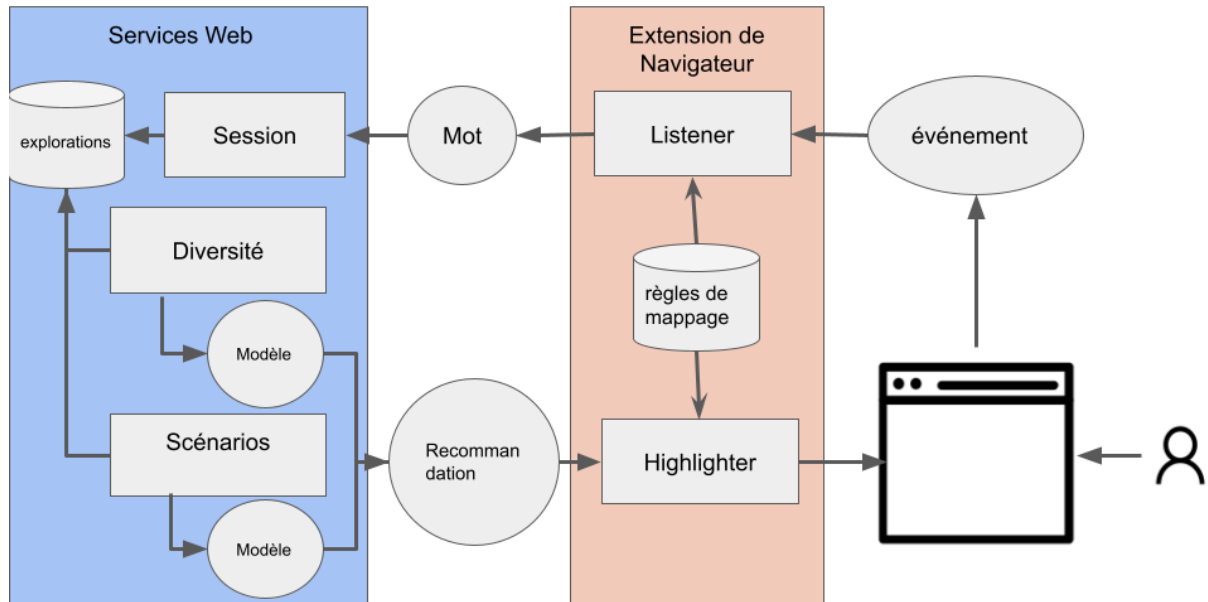 Services Web
Extension de
Navigateur
explorations
Session
Mot
Listener
événement
Diversité
règles de
mappage
Modèle
Scénarios
Recomman
dation
Highlighter
Modèle